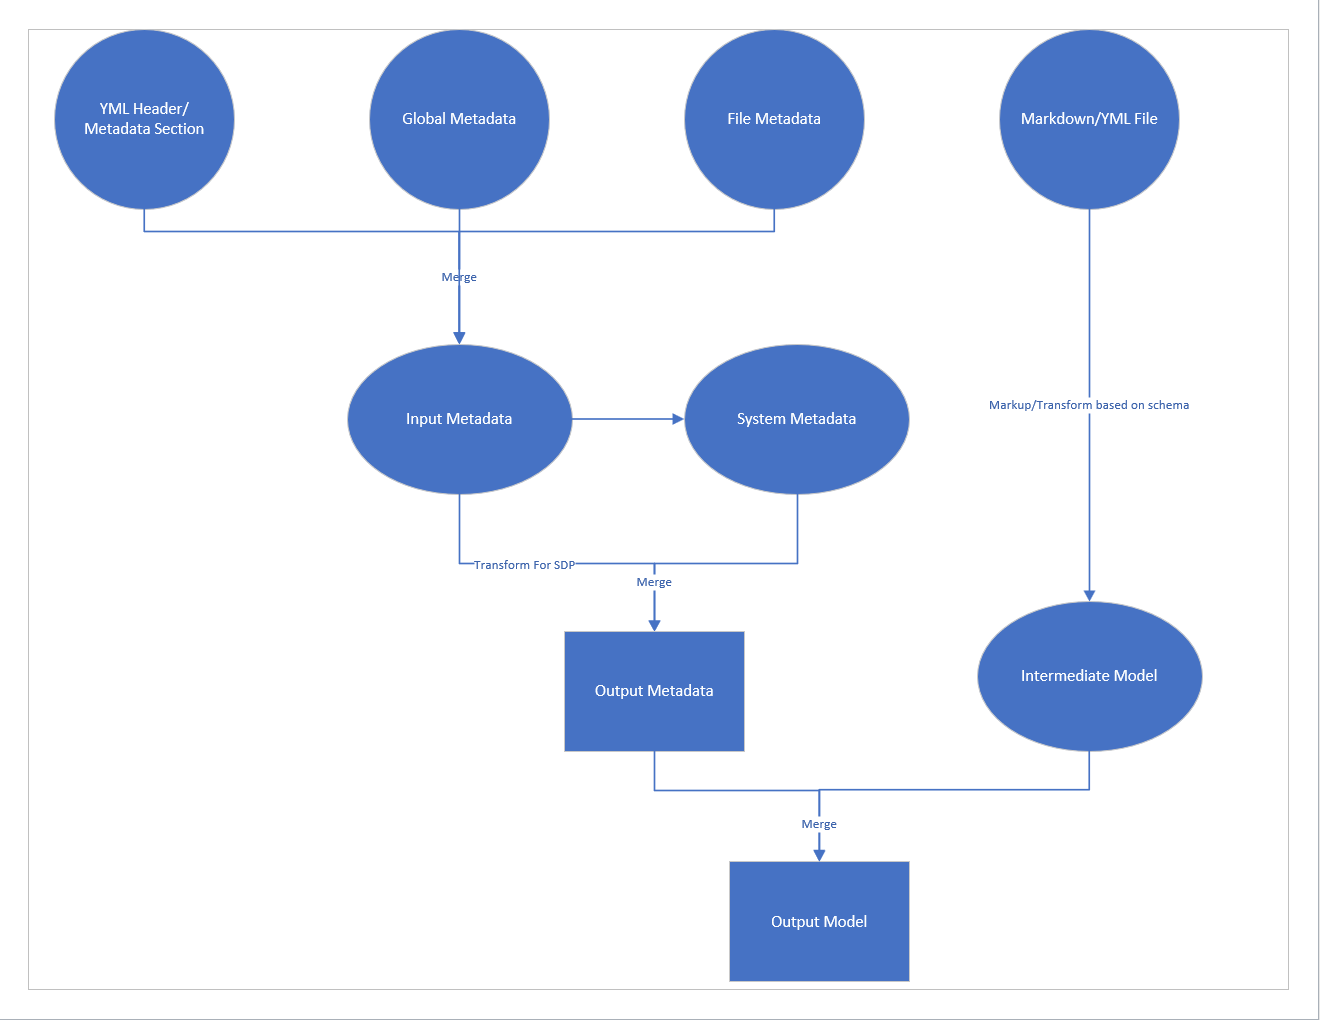 YML Header/
Metadata Section
Global Metadata
File Metadata
Markdown/YML File
Merge
Input Metadata
System Metadata
Markup/Transform based on schema
Transform For SDP
Merge
Output Metadata
Intermediate Model
Merge
Output Model